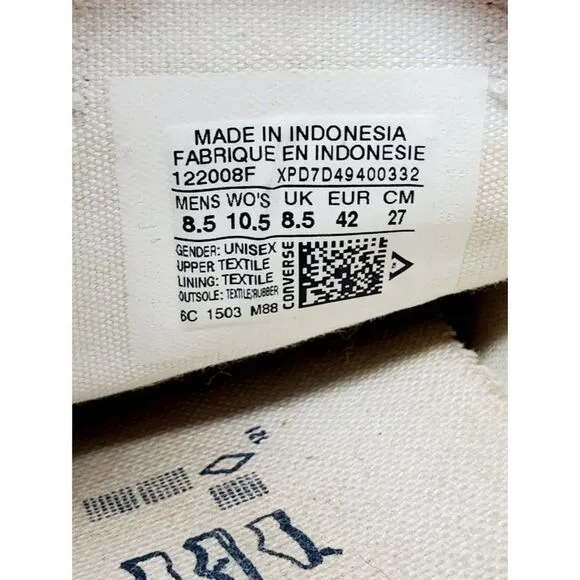 MADE IN INDONESIA
FABRIQUE EN INDONESIE
122008F XPD7D49400332
MENS WO'S UK EUR CM
8.5 10.5 8.5 42 27
GENDER: UNISEX
UPPER TEXTILE
LINING: TEXTILE
OUTSOLE: TEXTILE/RUBBER
6C 1503 M88
CONVERSE
121